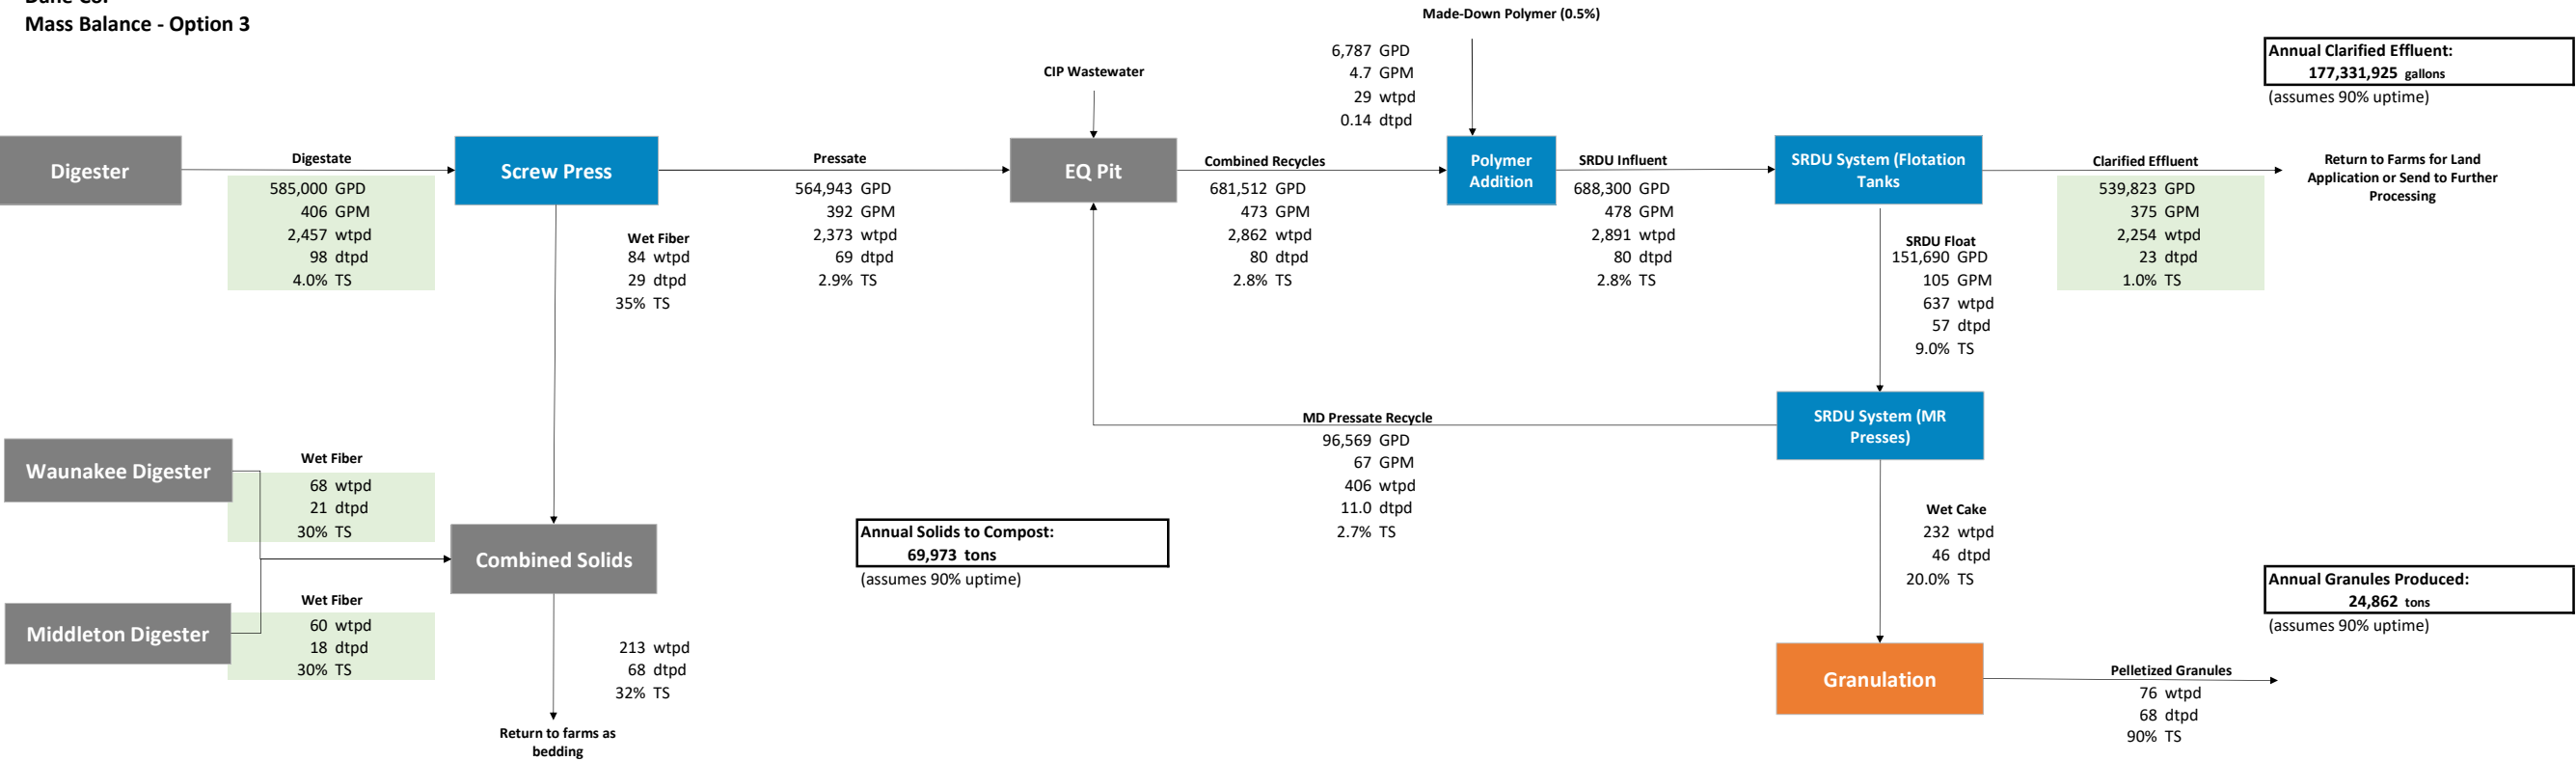 Mass Balance - Option 3
Made-Down Polymer (0.5%)
6,787 GPD
4.7 GPM
29 wtpd
0.14 dtpd
CIP Wastewater
Annual Clarified Effluent:
177,331,925 gallons
(assumes 90% uptime)
Digester
Digestate
585,000 GPD
406 GPM
2,457 wtpd
98 dtpd
4.0% TS
Screw Press
Wet Fiber
84 wtpd
29 dtpd
35% TS
Pressate
564,943 GPD
392 GPM
2,373 wtpd
69 dtpd
2.9% TS
EQ Pit
Combined Recycles
681,512 GPD
473 GPM
2,862 wtpd
80 dtpd
2.8% TS
Polymer
Addition
SRDU Influent
688,300 GPD
478 GPM
2,891 wtpd
80 dtpd
2.8% TS
SRDU System (Flotation
Tanks
SRDU Float
151,690 GPD
105 GPM
637 wtpd
57 dtpd
9.0% TS
Clarified Effluent
539,823 GPD
375 GPM
2,254 wtpd
23 dtpd
1.0% TS
Return to Farms for Land
Application or Send to Further
Processing
MD Pressate Recycle
96,569 GPD
67 GPM
406 wtpd
11.0 dtpd
2.7% TS
SRDU System (MR
Presses)
Waunakee Digester
Wet Fiber
68 wtpd
21 dtpd
30% TS
Middleton Digester
Wet Fiber
60 wtpd
18 dtpd
30% TS
Combined Solids
213 wtpd
68 dtpd
32% TS
Return to farms as
bedding
Annual Solids to Compost:
69,973 tons
(assumes 90% uptime)
Wet Cake
232 wtpd
46 dtpd
20.0% TS
Annual Granules Produced:
24,862 tons
(assumes 90% uptime)
Granulation
Pelletized Granules
76 wtpd
68 dtpd
90% TS